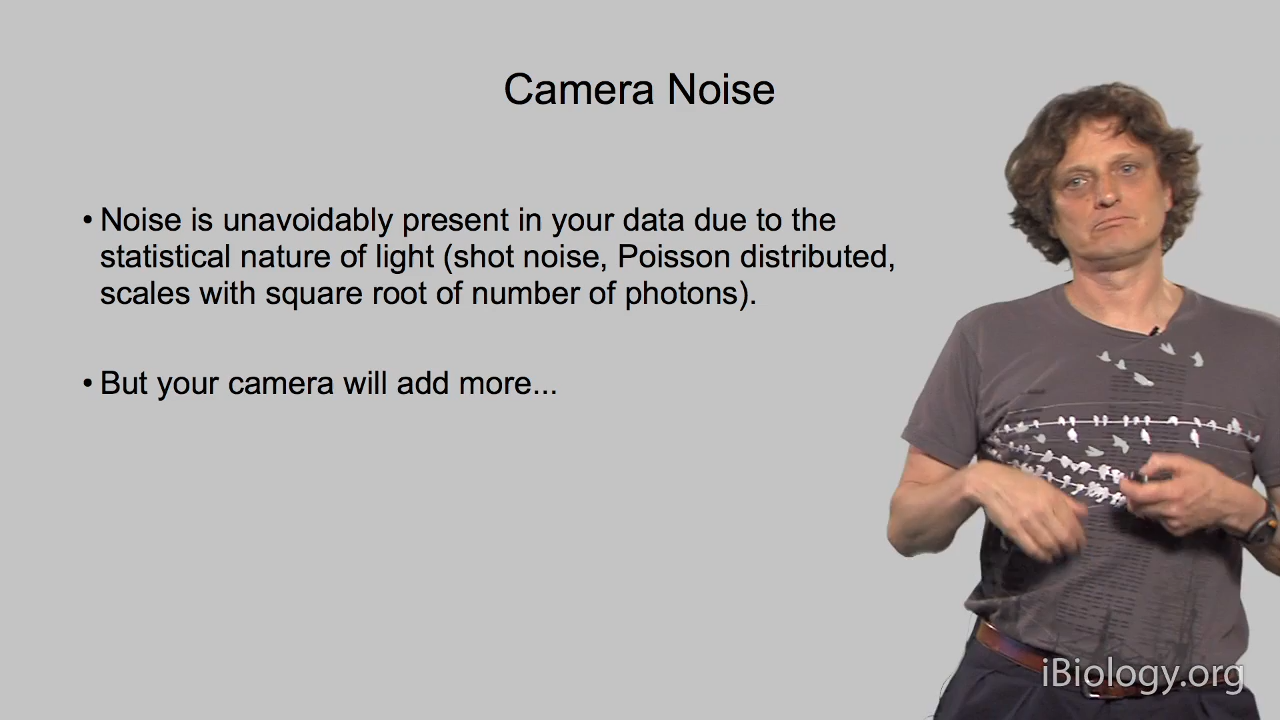 Camera Noise
• Noise is unavoidably present in your data due to the
statistical nature of light (shot noise, Poisson distributed,
scales with square root of number of photons).
• But your camera will add more...
iBiology.org